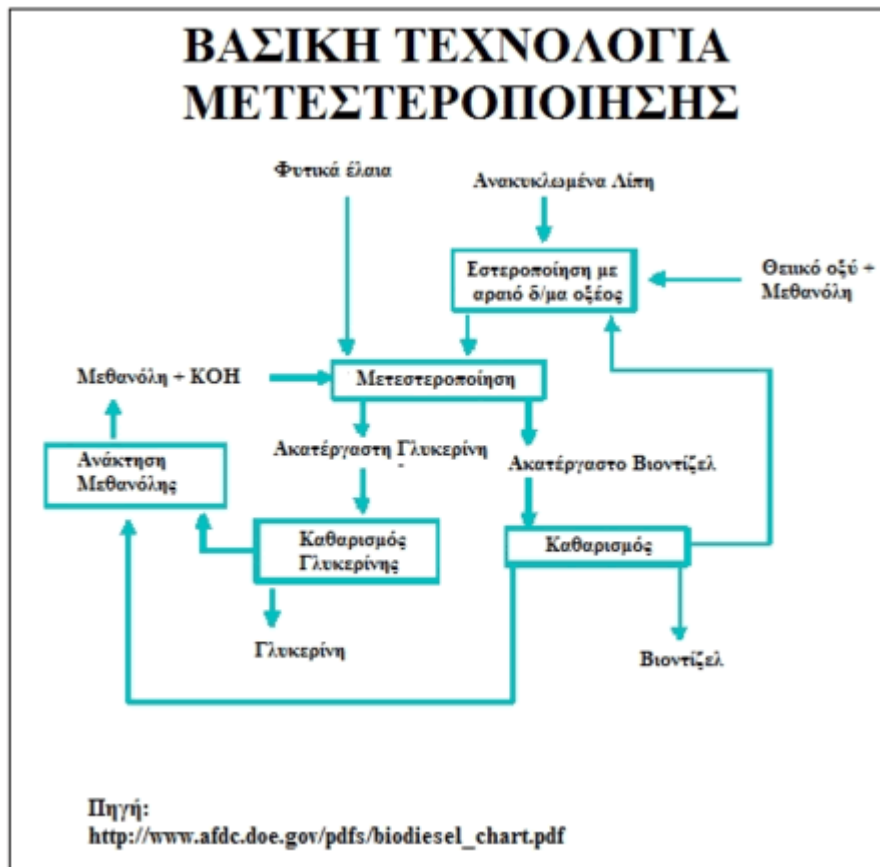 ΒΑΣΙΚΗ ΤΕΧΝΟΛΟΓΙΑ
ΜΕΤΕΣΤΕΡΟΠΟΙΗΣΗΣ
Φυτικά έλαια
Ανακυκλωμένα Λίπη
Εστεροποίηση με
αραιό δ/μα οξέος
Θειικό οξύ +
Μεθανόλη
Μεθανόλη + ΚΟΗ
Μετεστεροποίηση
Ανάκτηση
Μεθανόλης
Ακατέργαστη Γλυκερίνη
Ακατέργαστο Βιοντίζελ
Καθαρισμός
Γλυκερίνης
Καθαρισμός
Γλυκερίνη
Βιοντίζελ
Πηγή:
http://www.afdc.doe.gov/pdfs/biodiesel_chart.pdf